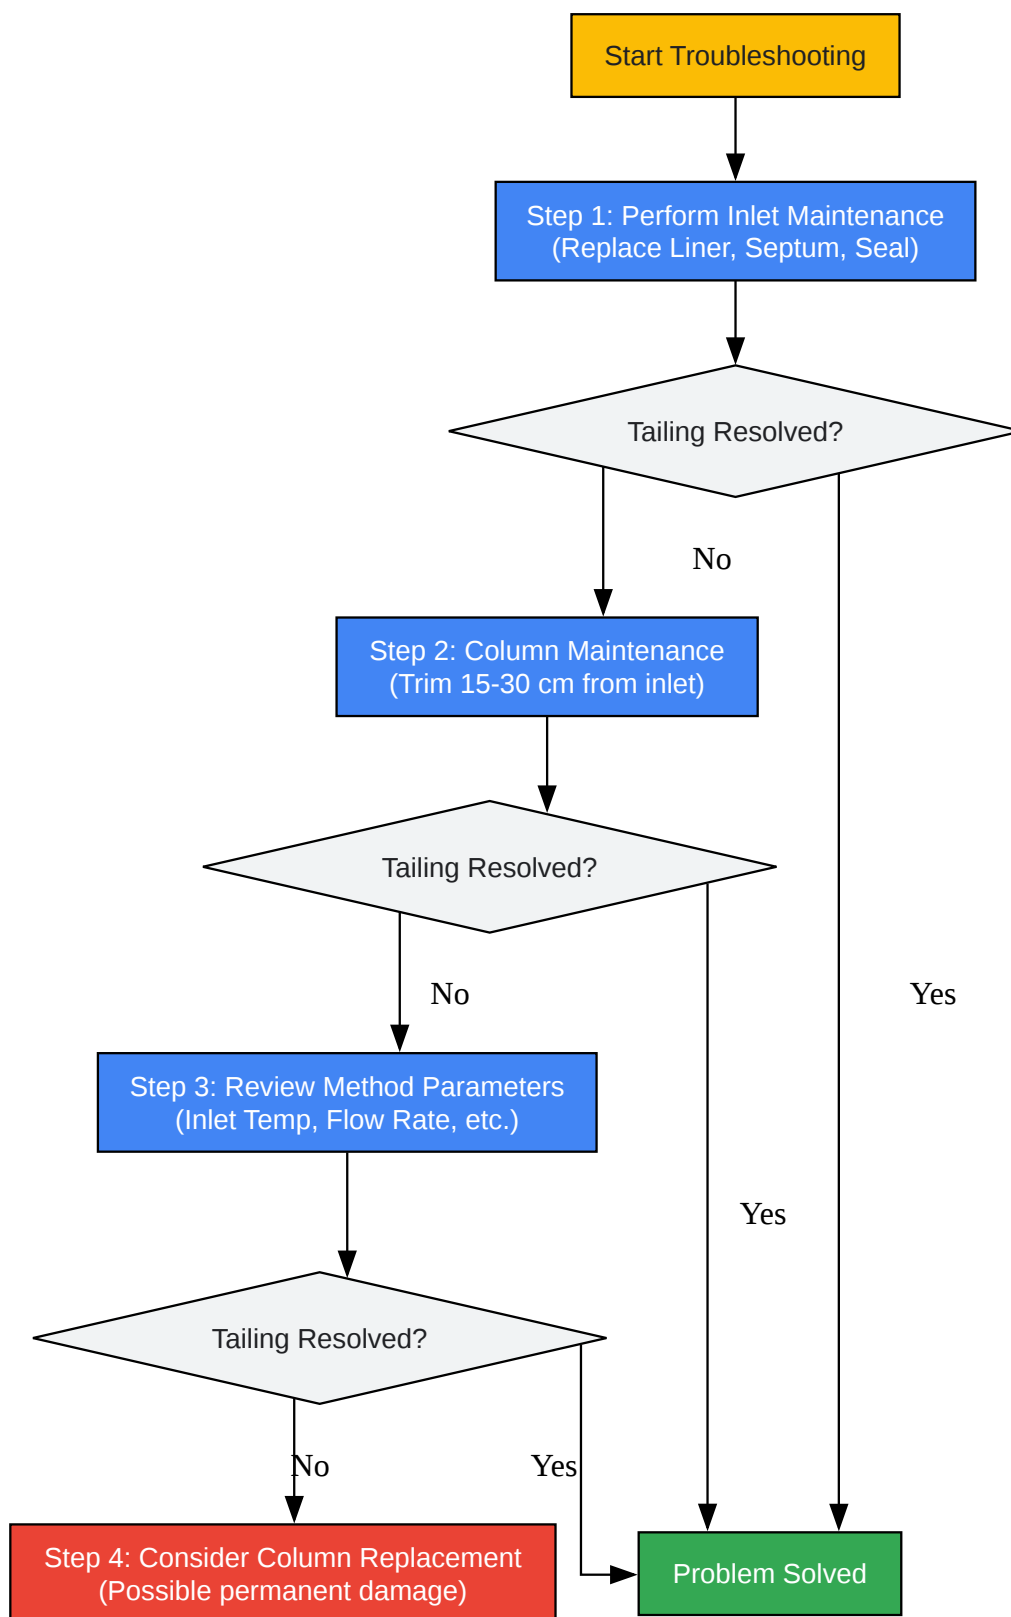 Start Troubleshooting
Step 1: Perform Inlet Maintenance
(Replace Liner, Septum, Seal)
Tailing Resolved?
No
Step 2: Column Maintenance
(Trim 15-30 cm from inlet)
Tailing Resolved?
No
Yes
Step 3: Review Method Parameters
(Inlet Temp, Flow Rate, etc.)
Yes
Tailing Resolved?
No
Yes
Step 4: Consider Column Replacement
(Possible permanent damage)
Problem Solved